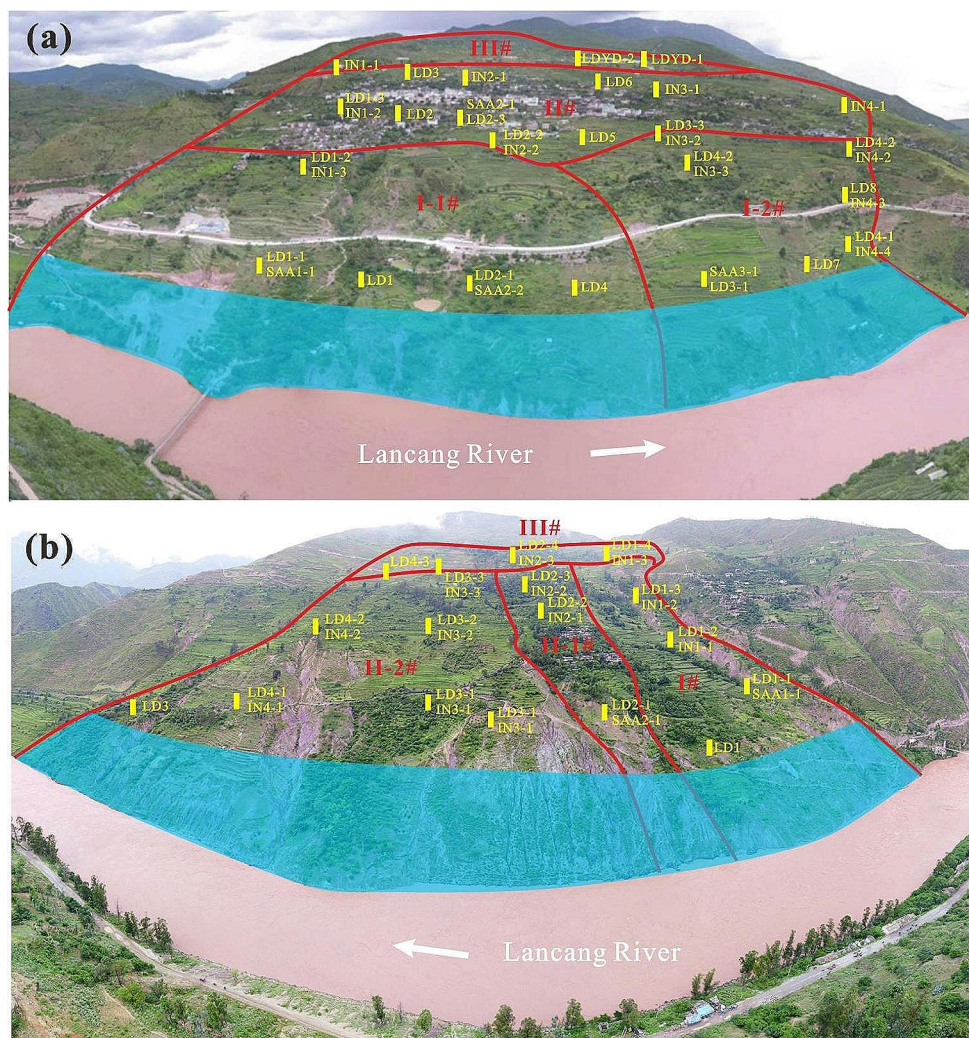 (a)
III#
LDYD-2
LDYD-1
IN1-1
LD3
IN2-1
LD6
IN3-1
LD1-3
IN1-2
LD2
SAA2-1
LD2-3
II#
IN4-1
LD2-2
IN2-2
LD5
LD3-3
IN3-2
LD1-2
IN1-3
LD4-2
IN3-3
LD4-2
IN4-2
I-1#
I-2#
LD8
IN4-3
LD1-1
SAA1-1
LD1
LD2-1
SAA2-2
LD4
SAA3-1
LD3-1
LD7
LD4-1
IN4-4
Lancang River
(b)
III#
LD4-3
LD3-3
IN3-3
LD2-4
IN2-3
LD1-4
IN1-3
LD2-3
IN2-2
LD1-3
IN1-2
LD2-2
IN2-1
LD4-2
IN4-2
LD3-2
IN3-2
II-1#
LD1-2
IN1-1
II-2#
I#
LD3
LD4-1
IN4-1
LD3-1
IN3-1
LD3-1
IN3-1
LD2-1
SAA2-1
LD1-1
SAA1-1
LD1
Lancang River